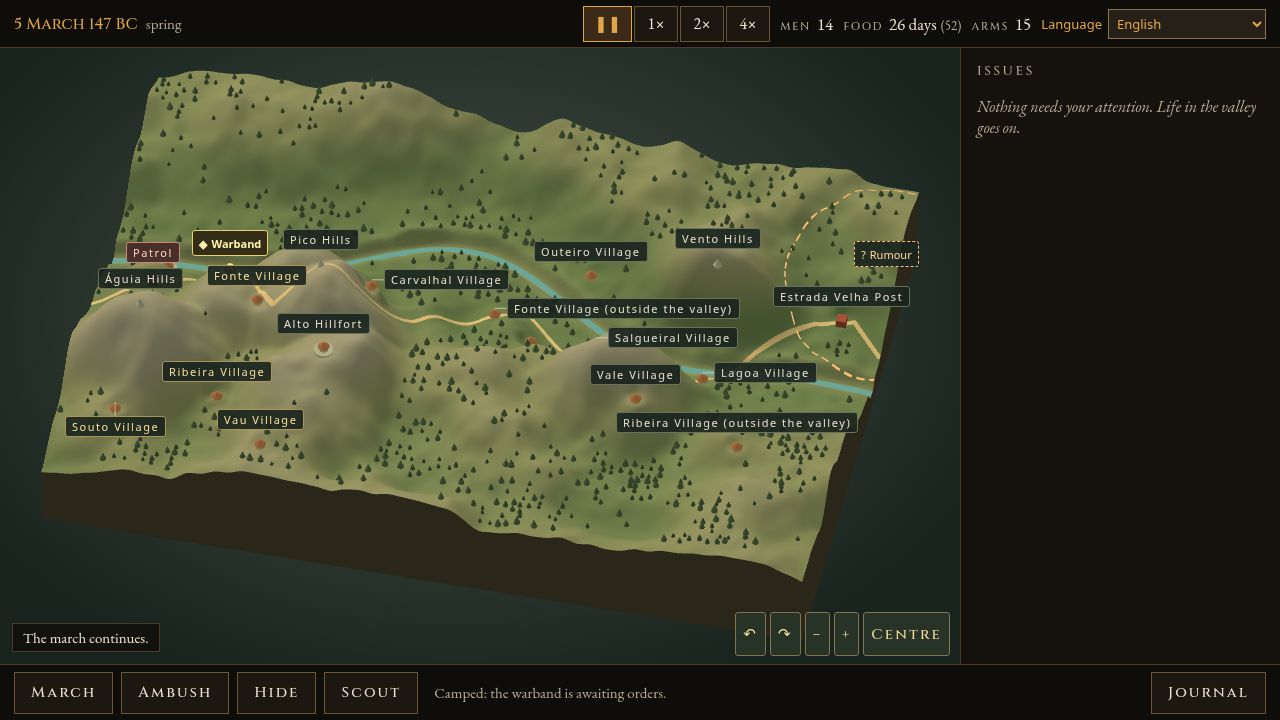 5 March 147 BC spring
❚❚ 1× 2× 4× MEN 14 FOOD 26 days (52) ARMS 15 Language English
ISSUES
Nothing needs your attention. Life in the valley
goes on.
Patrol
◆ Warband
Pico Hills
Outeiro Village
Vento Hills
? Rumour
Águia Hills
Fonte Village
Carvalhal Village
Estrada Velha Post
Alto Hillfort
Fonte Village (outside the valley)
Salgueiral Village
Ribeira Village
Vale Village
Lagoa Village
Souto Village
Vau Village
Ribeira Village (outside the valley)
The march continues.
↶ ↷ − + Centre
March Ambush Hide Scout Camped: the warband is awaiting orders. Journal